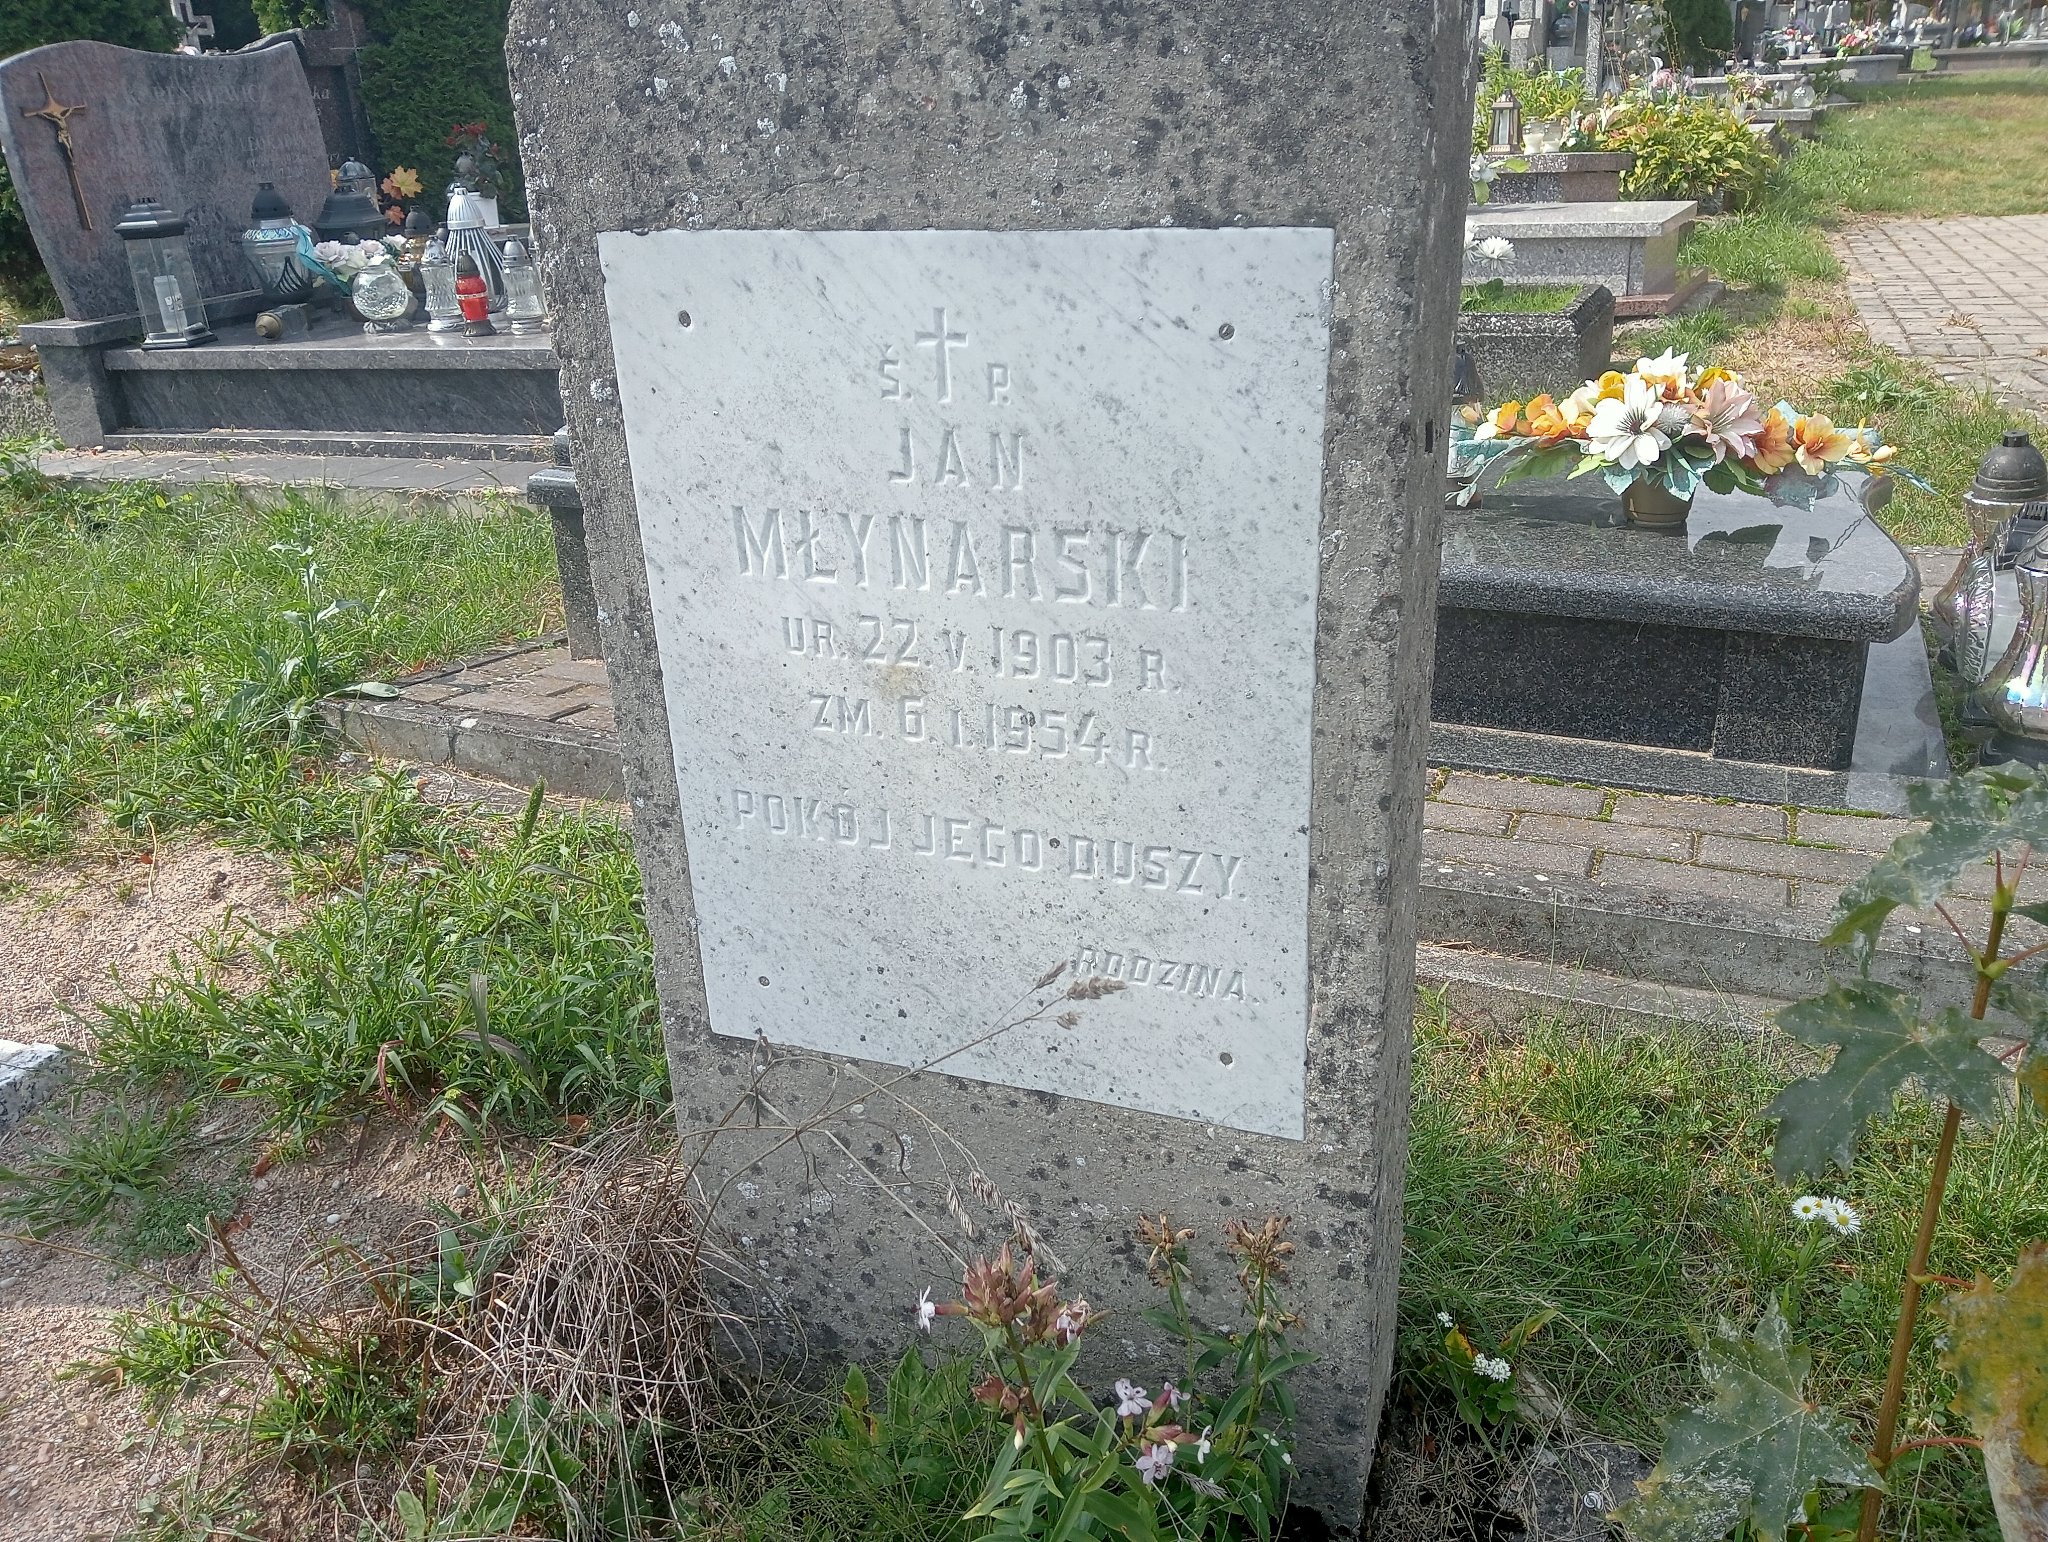 Ś. P.
JAN
MŁYNARSKI
UR. 22. V 1903 R.
ZM. 6. I. 1954 R.
POKÓJ JEGO DUSZY.
RODZINA.